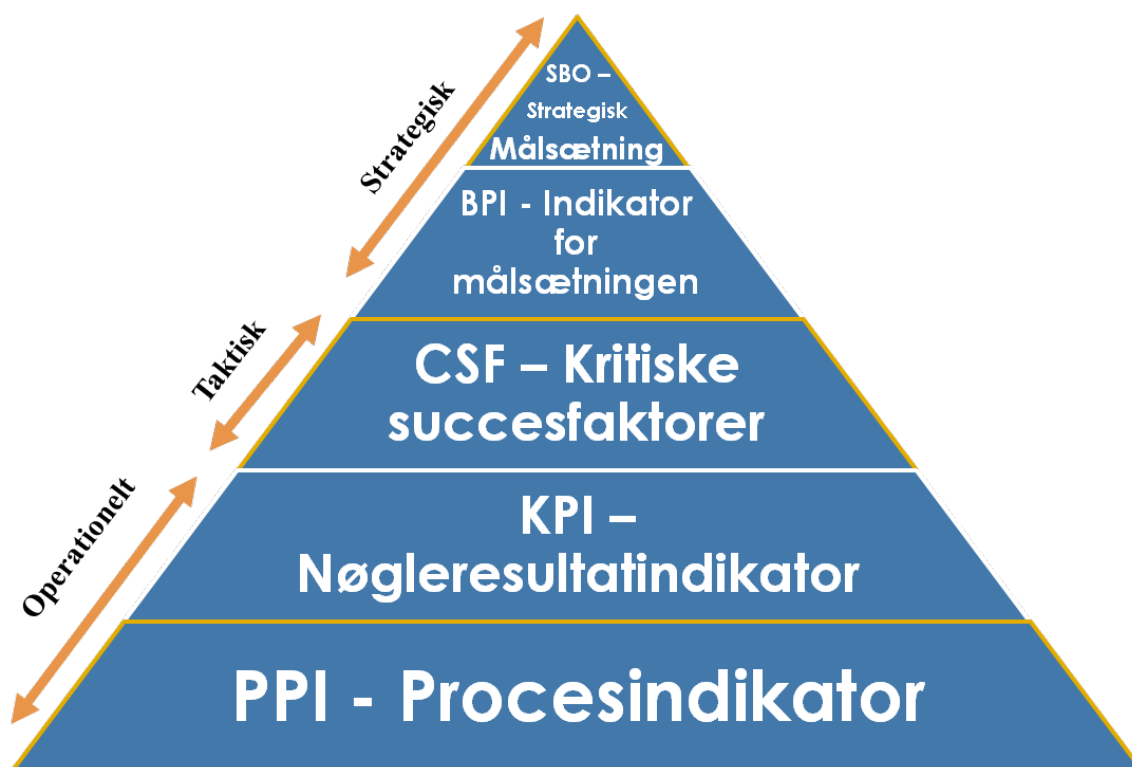 SBO –
Strategisk
Målsætning
BPI - Indikator
for
målsætningen
CSF – Kritiske
succesfaktorer
KPI –
Nøgleresultatindikator
PPI - Procesindikator
Strategisk
Taktisk
Operationelt